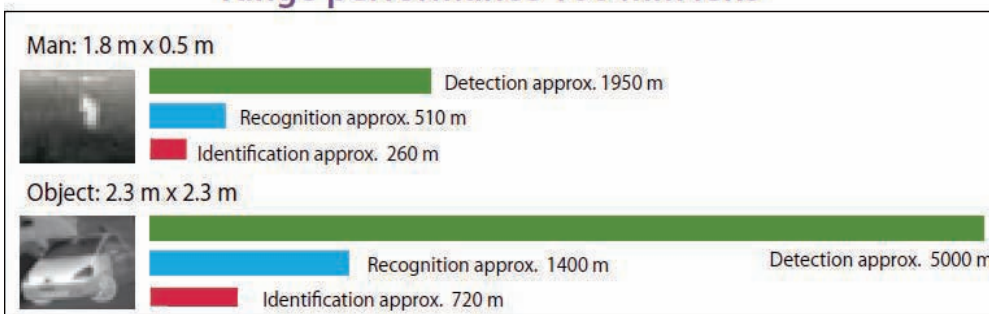 Man: 1.8 m x 0.5 m
Detection approx. 1950 m
Recognition approx. 510 m
Identification approx. 260 m
Object: 2.3 m x 2.3 m
Detection approx. 5000 m
Recognition approx. 1400 m
Identification approx. 720 m